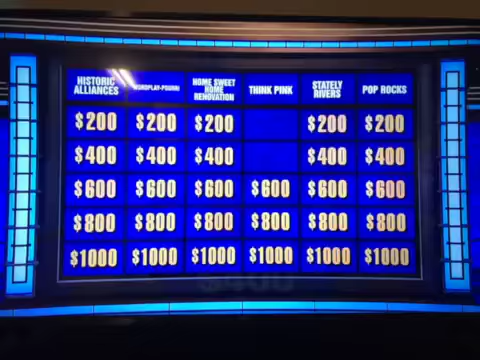 HISTORIC ALLIANCES
WORDPLAY-POURRI
HOME SWEET HOME RENOVATION
THINK PINK
STATELY RIVERS
POP ROCKS
$200 $200 $200 $200 $200
$400 $400 $400 $400 $400
$600 $600 $600 $600 $600 $600
$800 $800 $800 $800 $800 $800
$1000 $1000 $1000 $1000 $1000 $1000